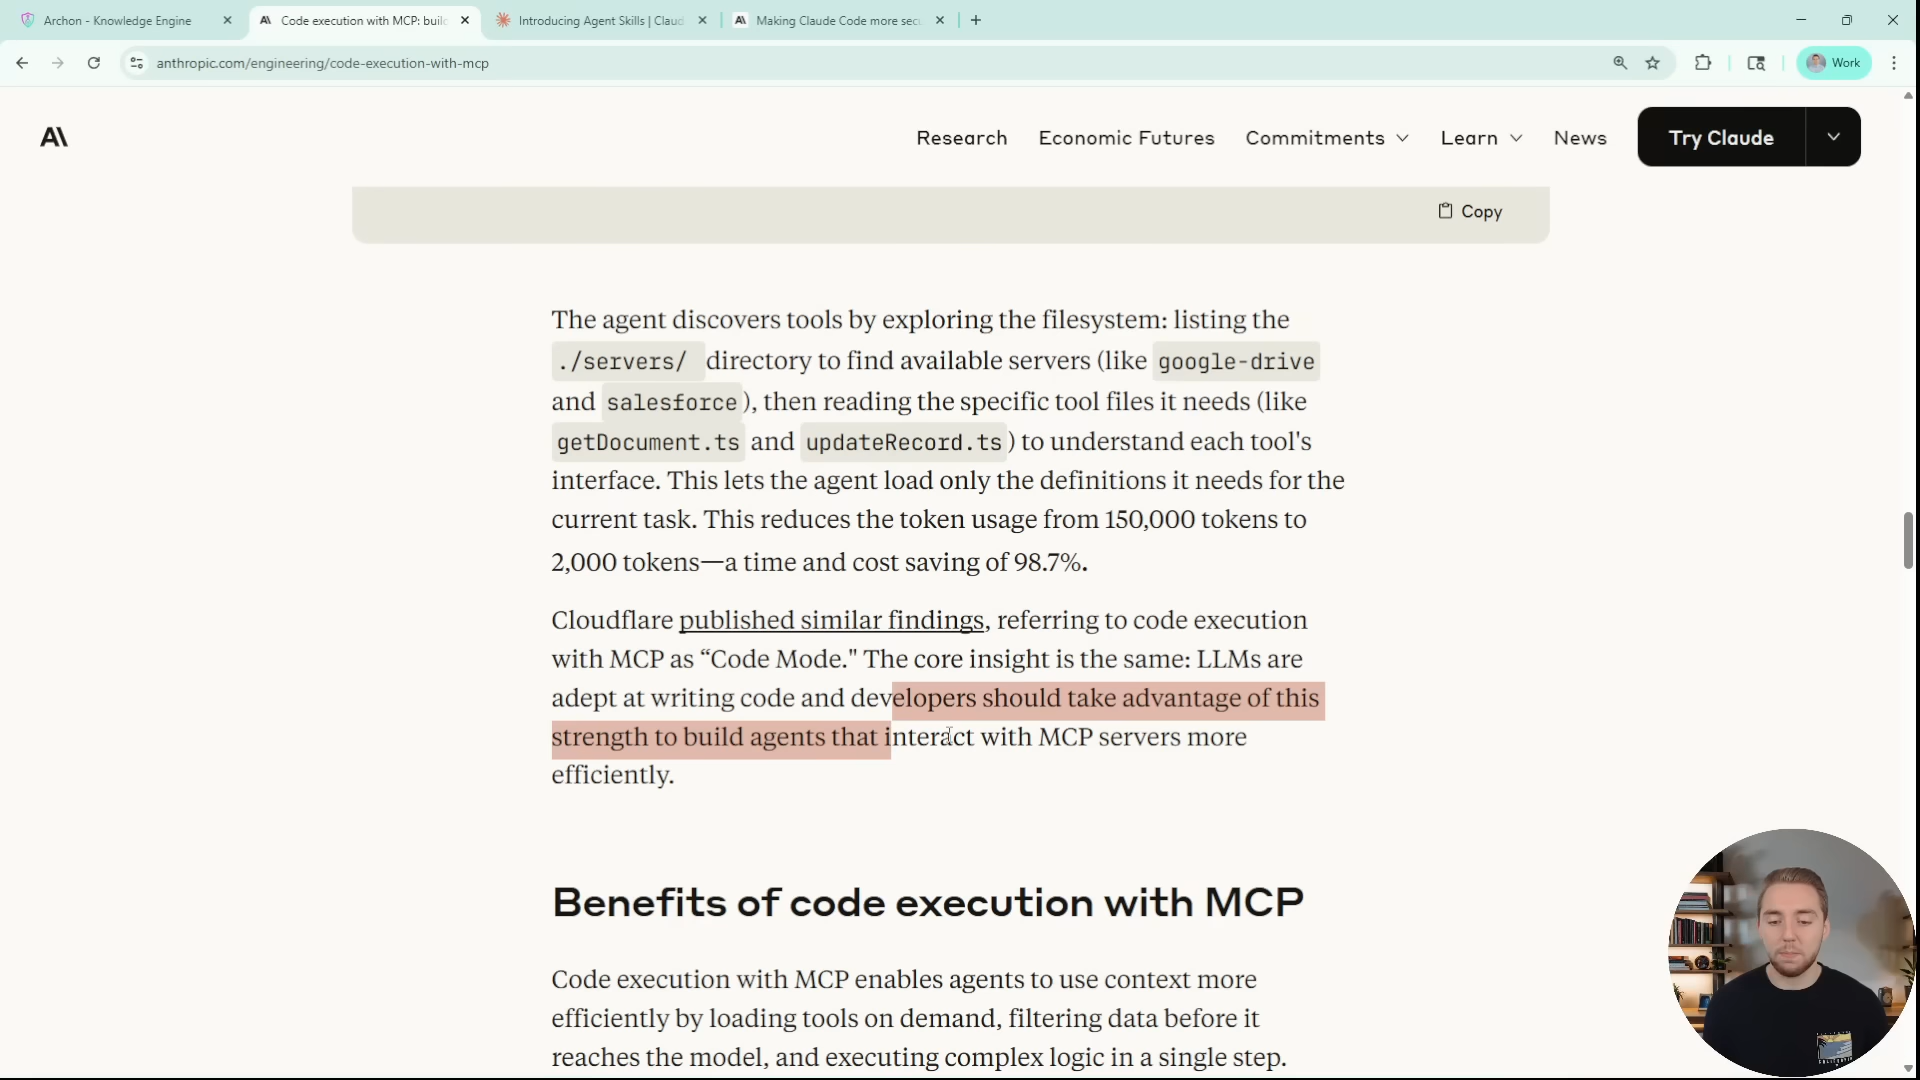 Archon - Knowledge Engine
Code execution with MCP: buil
Introducing Agent Skills | Claud
Making Claude Code more sec
anthropic.com/engineering/code-execution-with-mcp
Work
Research
Economic Futures
Commitments
Learn
News
Try Claude
Copy
The agent discovers tools by exploring the filesystem: listing the
./servers/ directory to find available servers (like google-drive
and salesforce), then reading the specific tool files it needs (like
getDocument.ts and updateRecord.ts) to understand each tool's
interface. This lets the agent load only the definitions it needs for the
current task. This reduces the token usage from 150,000 tokens to
2,000 tokens—a time and cost saving of 98.7%.
Cloudflare published similar findings, referring to code execution
with MCP as “Code Mode." The core insight is the same: LLMs are
adept at writing code and developers should take advantage of this
strength to build agents that interact with MCP servers more
efficiently.
Benefits of code execution with MCP
Code execution with MCP enables agents to use context more
efficiently by loading tools on demand, filtering data before it
reaches the model, and executing complex logic in a single step.